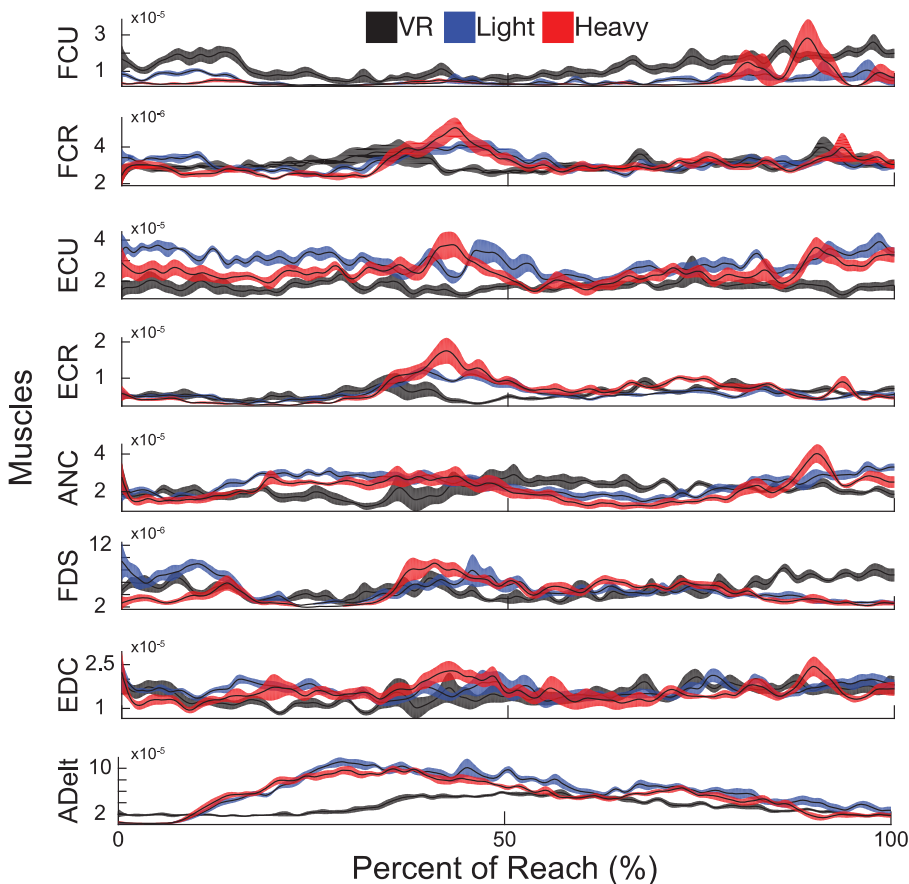 VR Light Heavy
FCU
x10-5
3
1
FCR
x10-6
4
2
ECU
x10-5
4
2
ECR
x10-5
2
1
ANC
x10-5
4
2
FDS
x10-6
12
2
EDC
x10-5
2.5
1
ADelt
x10-5
10
2
0 50 100
Percent of Reach (%)
Muscles